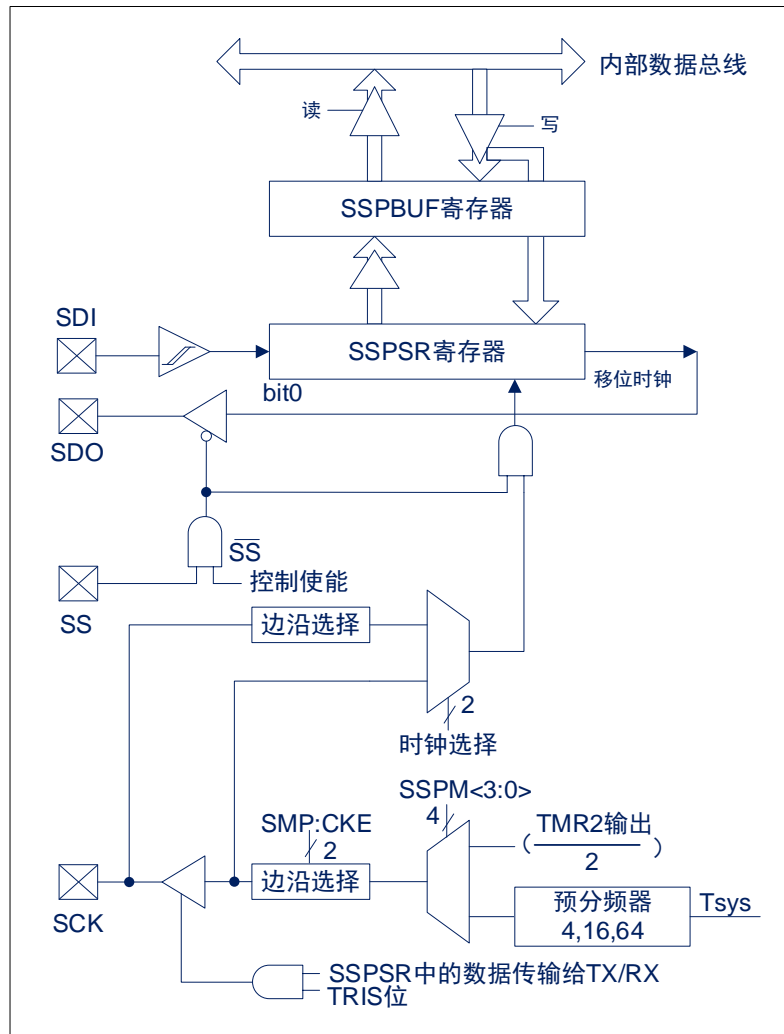 内部数据总线
读
写
SSPBUF寄存器
SDI
SSPSR寄存器
bit0
移位时钟
SDO
SS
控制使能
SS
边沿选择
2
时钟选择
SSPM<3:0>
4
SMP:CKE
2
(TMR2输出
2)
边沿选择
SCK
预分频器
4,16,64
Tsys
SSPSR中的数据传输给TX/RX
TRIS位